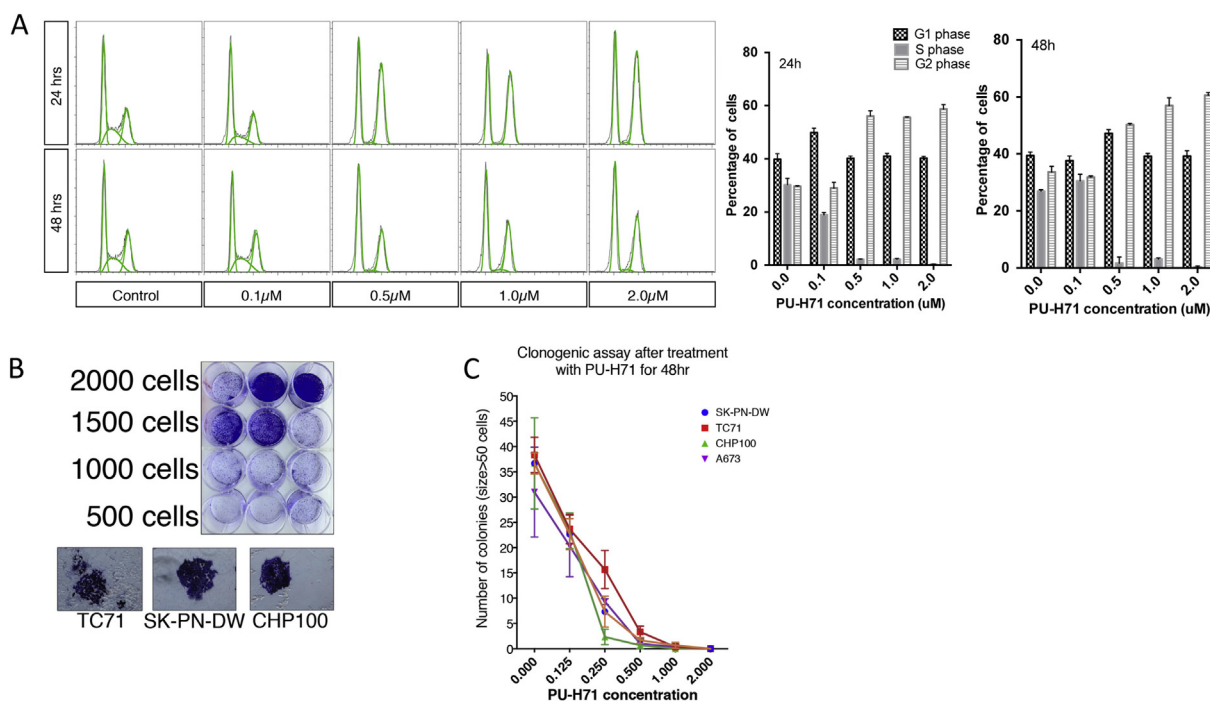 A
24 hrs
48 hrs
Control
0.1µM
0.5µM
1.0µM
2.0µM
G1 phase
S phase
G2 phase
24h
Percentage of cells
80
60
40
20
0
0.0
0.1
0.5
1.0
2.0
PU-H71 concentration (uM)
48h
Percentage of cells
80
60
40
20
0
0.0
0.1
0.5
1.0
2.0
PU-H71 concentration (uM)
B
2000 cells
1500 cells
1000 cells
500 cells
TC71
SK-PN-DW
CHP100
C
Clonogenic assay after treatment
with PU-H71 for 48hr
SK-PN-DW
TC71
CHP100
A673
Number of colonies (size>50 cells)
50
45
40
35
30
25
20
15
10
5
0
0.000
0.125
0.250
0.500
1.000
2.000
PU-H71 concentration